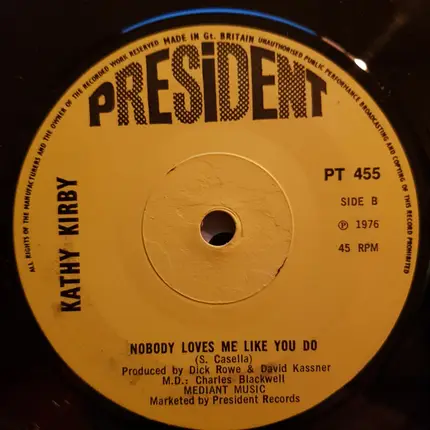 ALL RIGHTS OF THE MANUFACTURERS AND THE OWNER OF THE RECORDED WORK RESERVED MADE IN Gt. BRITAIN UNAUTHORISED PUBLIC PERFORMANCE BROADCASTING AND COPYING OF THIS RECORD PROHIBITED
PRESiDENT
KATHY KIRBY
PT 455
SIDE B
℗ 1976
45 RPM
NOBODY LOVES ME LIKE YOU DO
(S. Casella)
Produced by Dick Rowe & David Kassner
M.D.: Charles Blackwell
MEDIANT MUSIC
Marketed by President Records